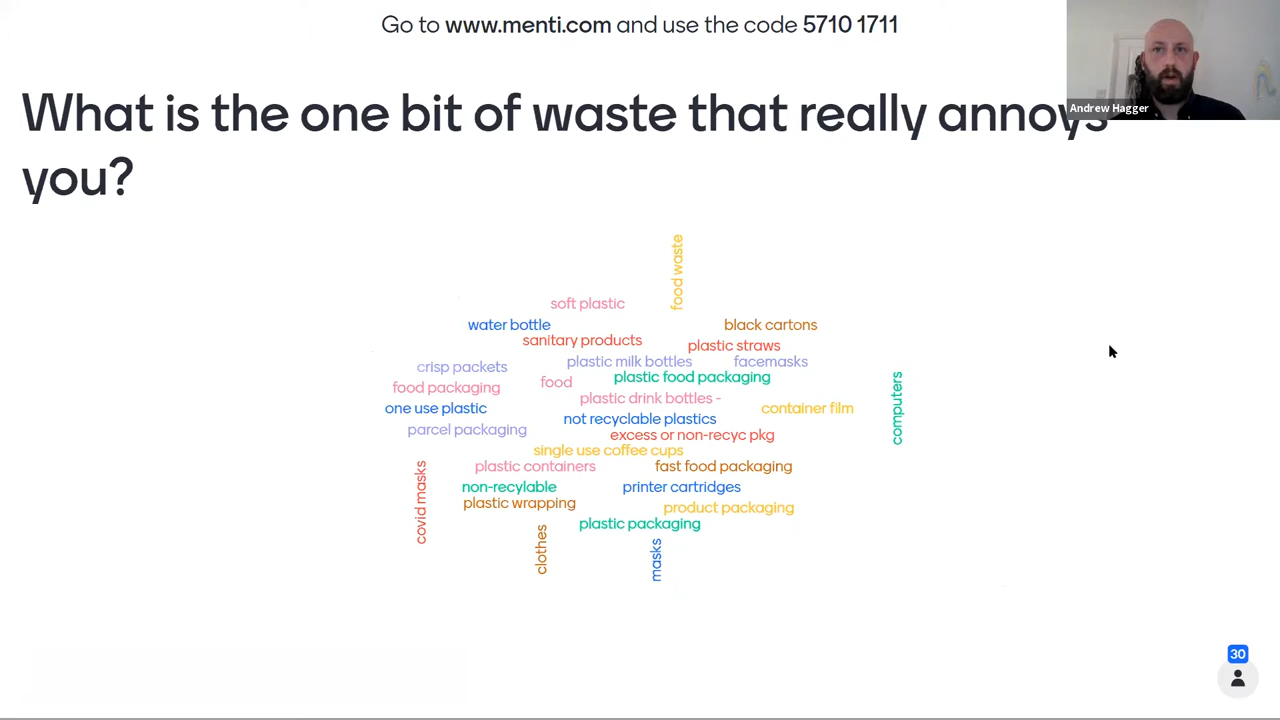 Go to www.menti.com and use the code 5710 1711
Andrew Hagger
What is the one bit of waste that really annoys
you?
food waste
soft plastic
water bottle
black cartons
sanitary products
plastic straws
plastic milk bottles
facemasks
crisp packets
plastic food packaging
food
food packaging
plastic drink bottles -
one use plastic
container film
computers
not recyclable plastics
parcel packaging
excess or non-recyc pkg
single use coffee cups
plastic containers
fast food packaging
covid masks
non-recylable
printer cartridges
plastic wrapping
product packaging
plastic packaging
clothes
masks
30